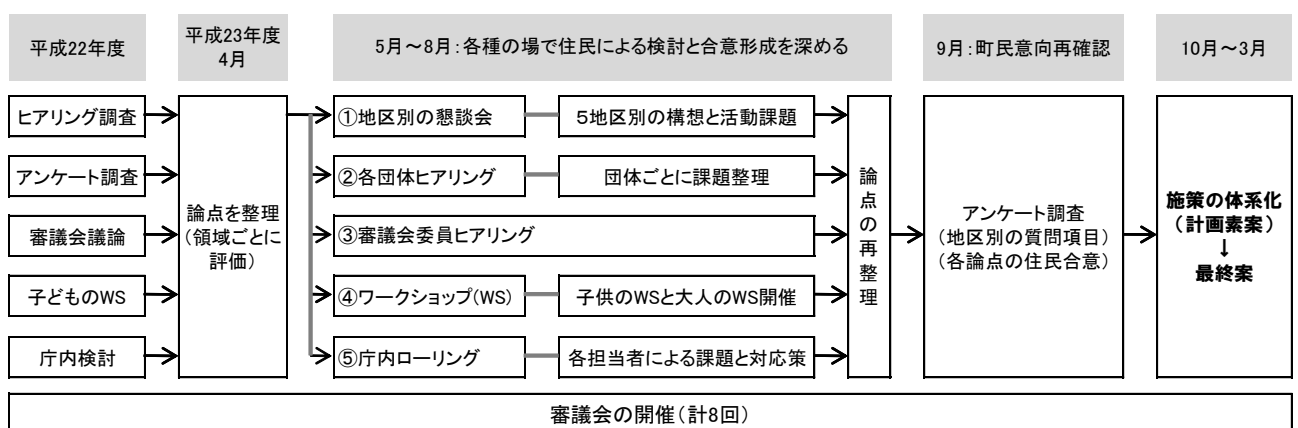 平成22年度
平成23年度
4月
5月～8月：各種の場で住民による検討と合意形成を深める
9月：町民意向再確認
10月～3月
ヒアリング調査
アンケート調査
審議会議論
子どものWS
庁内検討
論点を整理
(領域ごとに
評価)
①地区別の懇談会
5地区別の構想と活動課題
②各団体ヒアリング
団体ごとに課題整理
③審議会委員ヒアリング
④ワークショップ(WS)
子供のWSと大人のWS開催
⑤庁内ローリング
各担当者による課題と対応策
論点の再整理
アンケート調査
(地区別の質問項目)
(各論点の住民合意)
施策の体系化
(計画素案)
↓
最終案
審議会の開催(計8回)